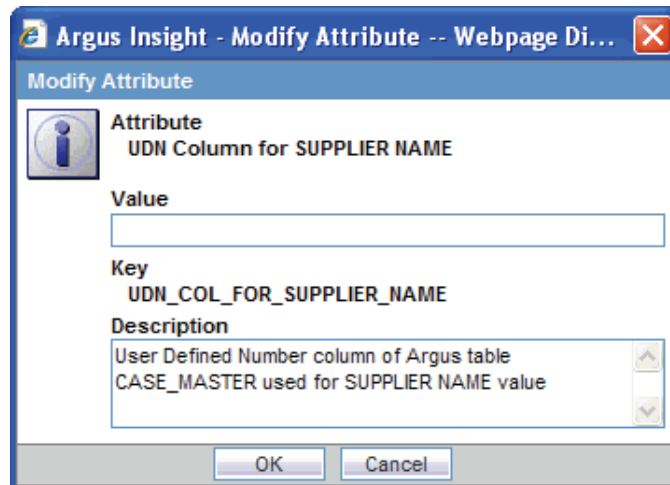 Argus Insight - Modify Attribute -- Webpage Di...
Modify Attribute
Attribute
UDN Column for SUPPLIER NAME
Value
Key
UDN_COL_FOR_SUPPLIER_NAME
Description
User Defined Number column of Argus table
CASE_MASTER used for SUPPLIER NAME value
OK Cancel